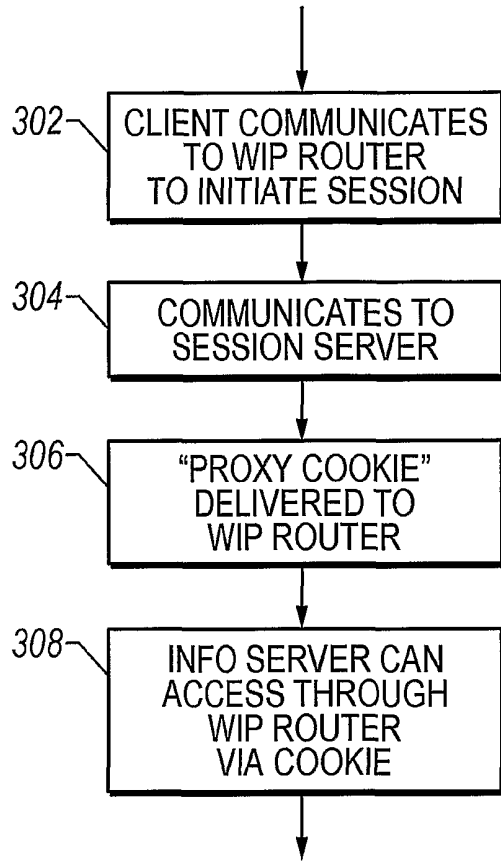 302
CLIENT COMMUNICATES
TO WIP ROUTER
TO INITIATE SESSION
304
COMMUNICATES TO
SESSION SERVER
306
“PROXY COOKIE”
DELIVERED TO
WIP ROUTER
308
INFO SERVER CAN
ACCESS THROUGH
WIP ROUTER
VIA COOKIE